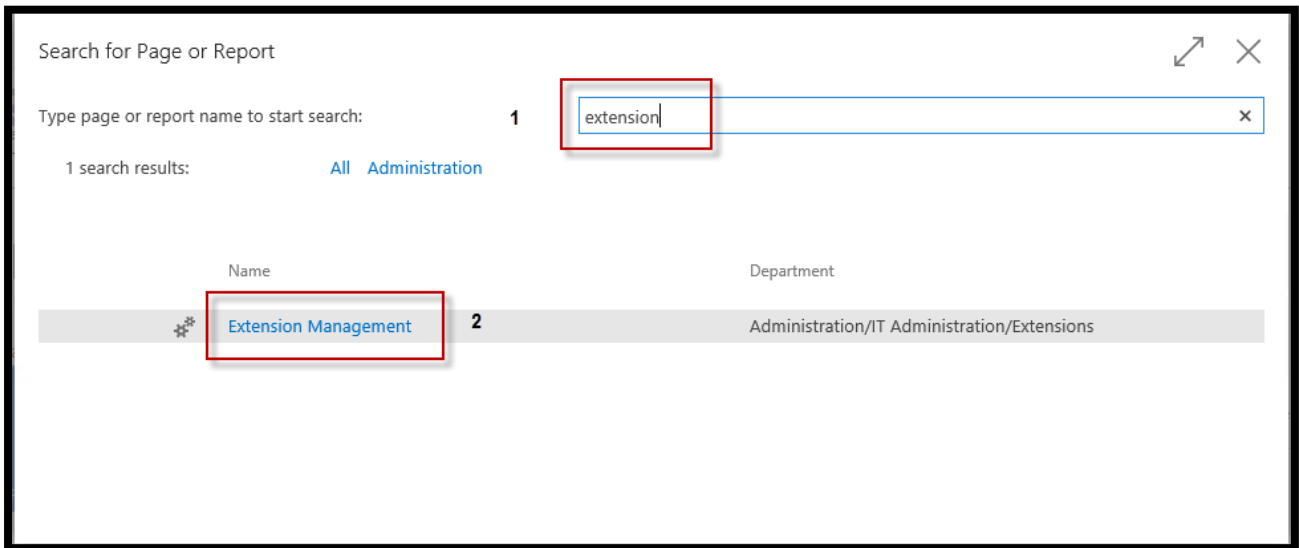 Search for Page or Report
Type page or report name to start search: 1 extension
1 search results: All Administration
Name Department
Extension Management 2 Administration/IT Administration/Extensions